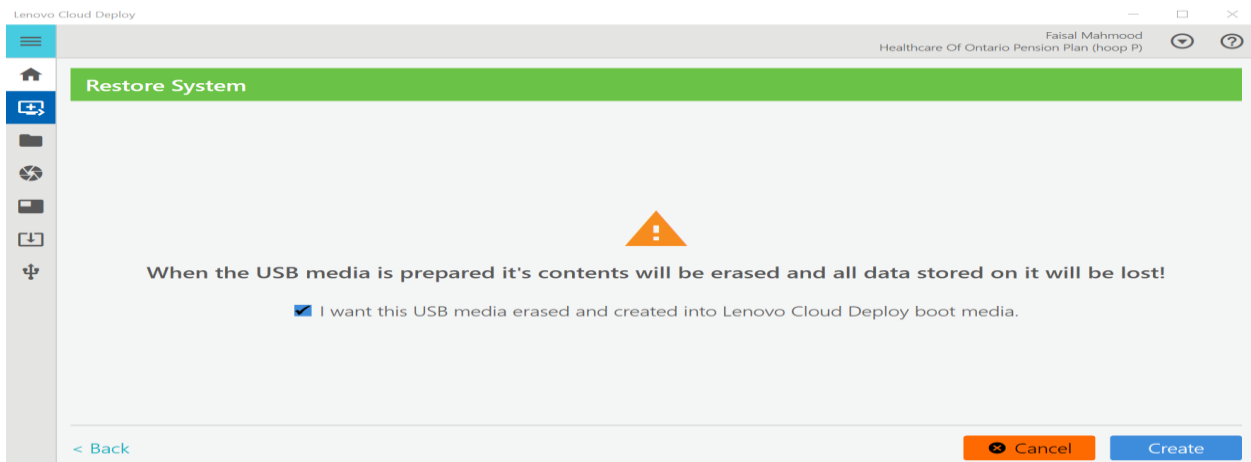 Lenovo Cloud Deploy
Faisal Mahmood
Healthcare Of Ontario Pension Plan (hoop P)
Restore System
When the USB media is prepared it's contents will be erased and all data stored on it will be lost!
I want this USB media erased and created into Lenovo Cloud Deploy boot media.
< Back
Cancel
Create